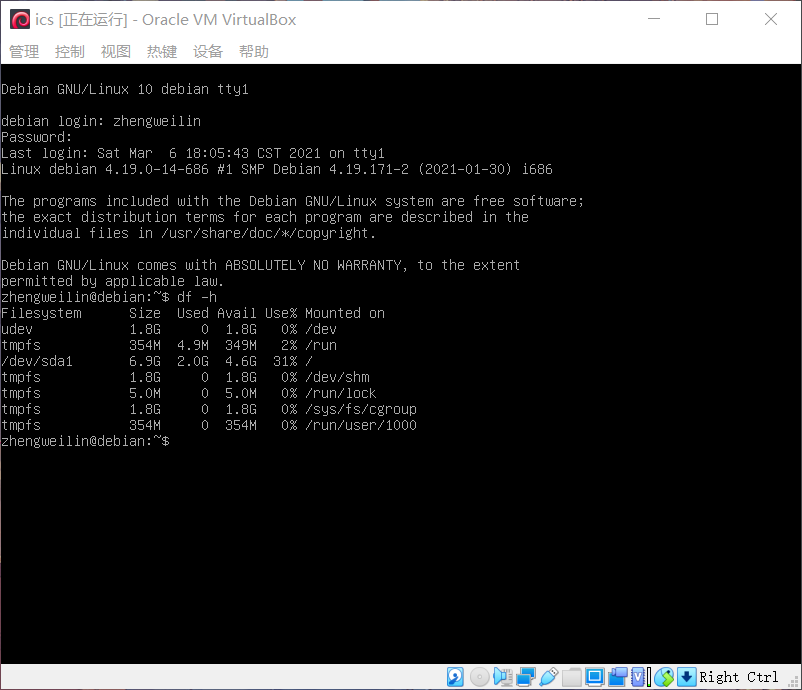 ics [正在运行] - Oracle VM VirtualBox
管理 控制 视图 热键 设备 帮助
Debian GNU/Linux 10 debian tty1
debian login: zhengweilin
Password:
Last login: Sat Mar  6 18:05:43 CST 2021 on tty1
Linux debian 4.19.0-14-686 #1 SMP Debian 4.19.171-2 (2021-01-30) i686
The programs included with the Debian GNU/Linux system are free software;
the exact distribution terms for each program are described in the
individual files in /usr/share/doc/*/copyright.
Debian GNU/Linux comes with ABSOLUTELY NO WARRANTY, to the extent
permitted by applicable law.
zhengweilin@debian:~$ df -h
Filesystem      Size  Used Avail Use% Mounted on
udev            1.8G     0  1.8G   0% /dev
tmpfs           354M  4.9M  349M   2% /run
/dev/sda1       6.9G  2.0G  4.6G  31% /
tmpfs           1.8G     0  1.8G   0% /dev/shm
tmpfs           5.0M     0  5.0M   0% /run/lock
tmpfs           1.8G     0  1.8G   0% /sys/fs/cgroup
tmpfs           354M     0  354M   0% /run/user/1000
zhengweilin@debian:~$
Right Ctrl